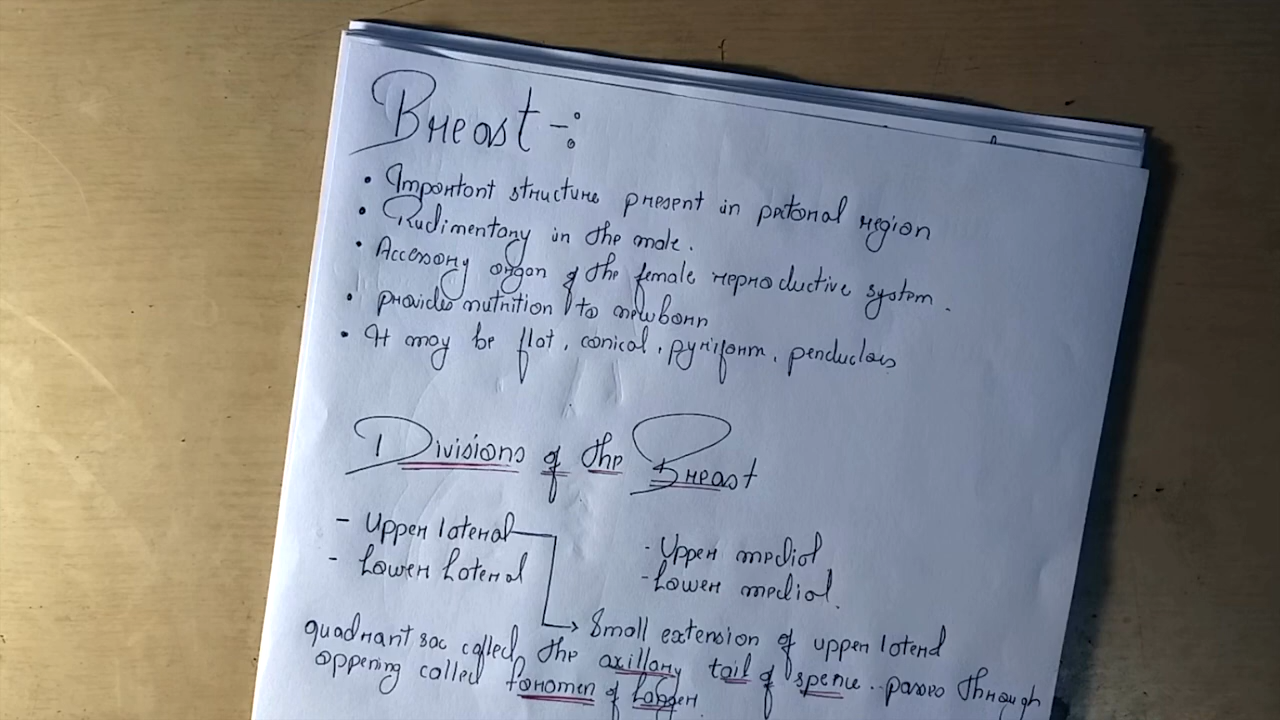 Breast -:
• Important structure present in pectoral region
• Rudimentary in the male.
• Accessory organ of the female reproductive system.
• provides nutrition to newborn
• It may be flat, conical, pyriform, pendulous
Divisions of the Breast
- Upper lateral - Upper medial
- Lower Lateral - Lower medial.
Small extension of upper lateral
quadrant sac called the axillary tail of spence. passes through
oppening called foramen of langer.